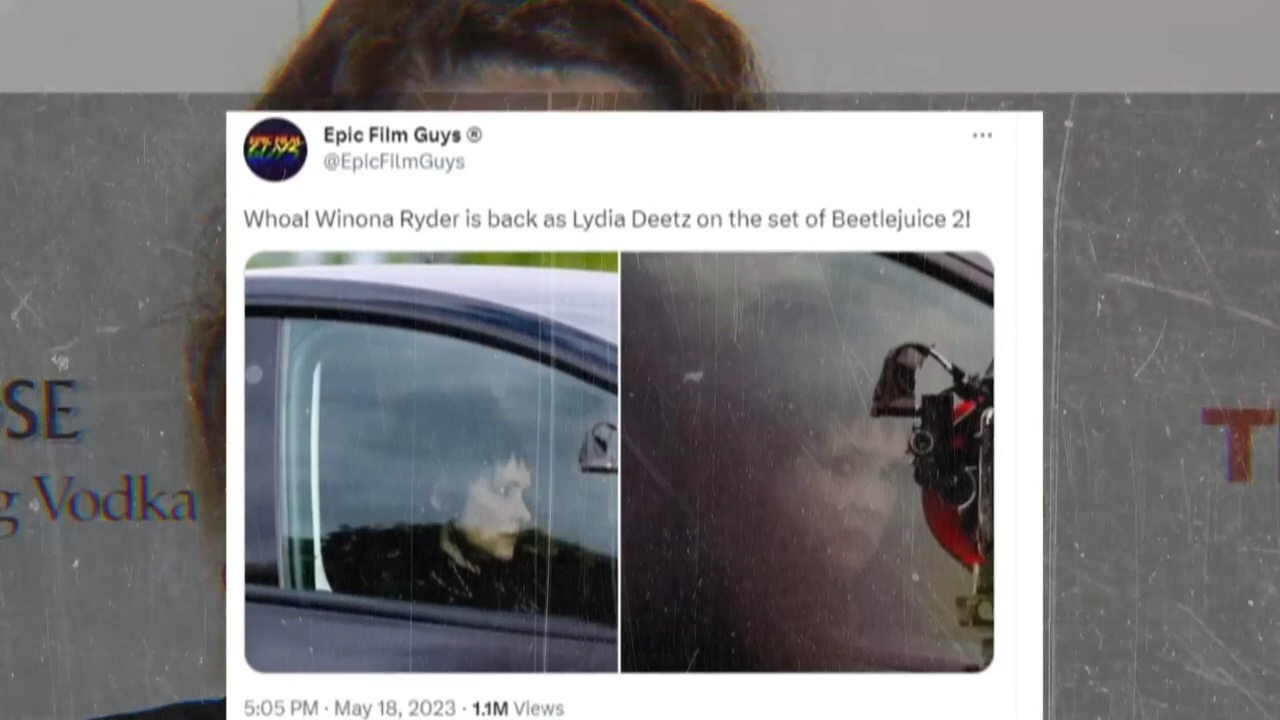 Epic Film Guys ®
@EpicFilmGuys
Whoa! Winona Ryder is back as Lydia Deetz on the set of Beetlejuice 2!
SE
g Vodka
T
5:05 PM · May 18, 2023 · 1.1M Views